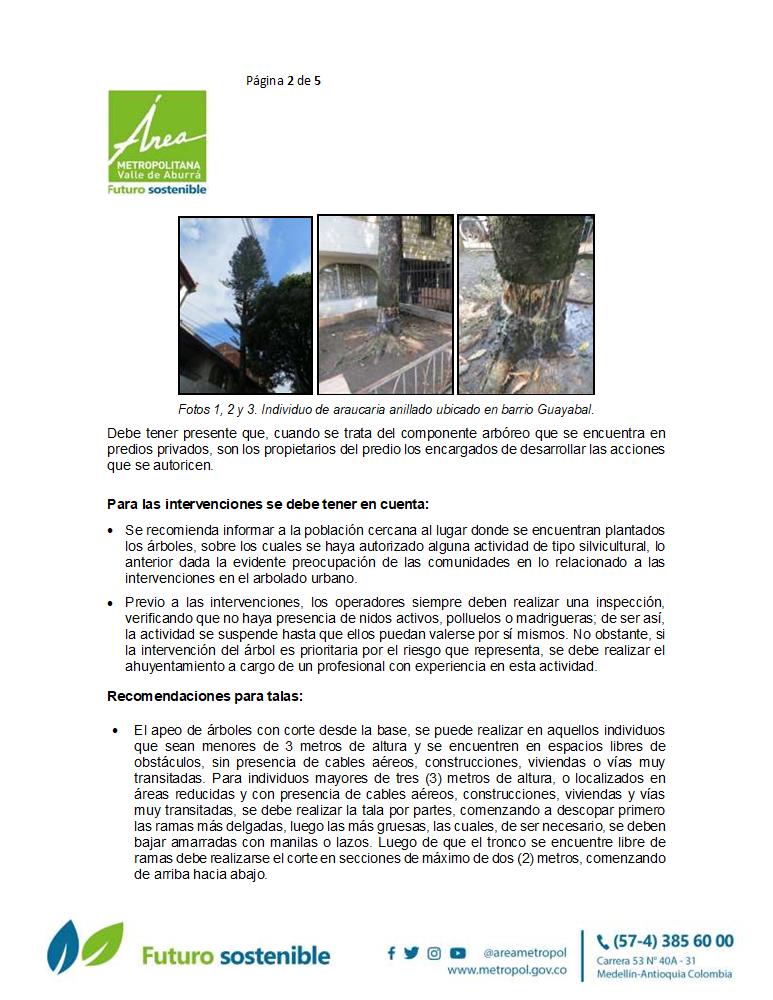 Página 2 de 5
Área
METROPOLITANA
Valle de Aburrá
Futuro sostenible
Fotos 1, 2 y 3. Individuo de araucaria anillado ubicado en barrio Guayabal.
Debe tener presente que, cuando se trata del componente arbóreo que se encuentra en
predios privados, son los propietarios del predio los encargados de desarrollar las acciones
que se autoricen.
Para las intervenciones se debe tener en cuenta:
• Se recomienda informar a la población cercana al lugar donde se encuentran plantados
los árboles, sobre los cuales se haya autorizado alguna actividad de tipo silvicultural, lo
anterior dada la evidente preocupación de las comunidades en lo relacionado a las
intervenciones en el arbolado urbano.
• Previo a las intervenciones, los operadores siempre deben realizar una inspección,
verificando que no haya presencia de nidos activos, polluelos o madrigueras; de ser así,
la actividad se suspende hasta que ellos puedan valerse por sí mismos. No obstante, si
la intervención del árbol es prioritaria por el riesgo que representa, se debe realizar el
ahuyentamiento a cargo de un profesional con experiencia en esta actividad.
Recomendaciones para talas:
• El apeo de árboles con corte desde la base, se puede realizar en aquellos individuos
que sean menores de 3 metros de altura y se encuentren en espacios libres de
obstáculos, sin presencia de cables aéreos, construcciones, viviendas o vías muy
transitadas. Para individuos mayores de tres (3) metros de altura, o localizados en
áreas reducidas y con presencia de cables aéreos, construcciones, viviendas y vías
muy transitadas, se debe realizar la tala por partes, comenzando a descopar primero
las ramas más delgadas, luego las más gruesas, las cuales, de ser necesario, se deben
bajar amarradas con manilas o lazos. Luego de que el tronco se encuentre libre de
ramas debe realizarse el corte en secciones de máximo de dos (2) metros, comenzando
de arriba hacia abajo.
Futuro sostenible
@areametropol
www.metropol.gov.co
(57-4) 385 60 00
Carrera 53 N° 40A - 31
Medellín-Antioquia Colombia